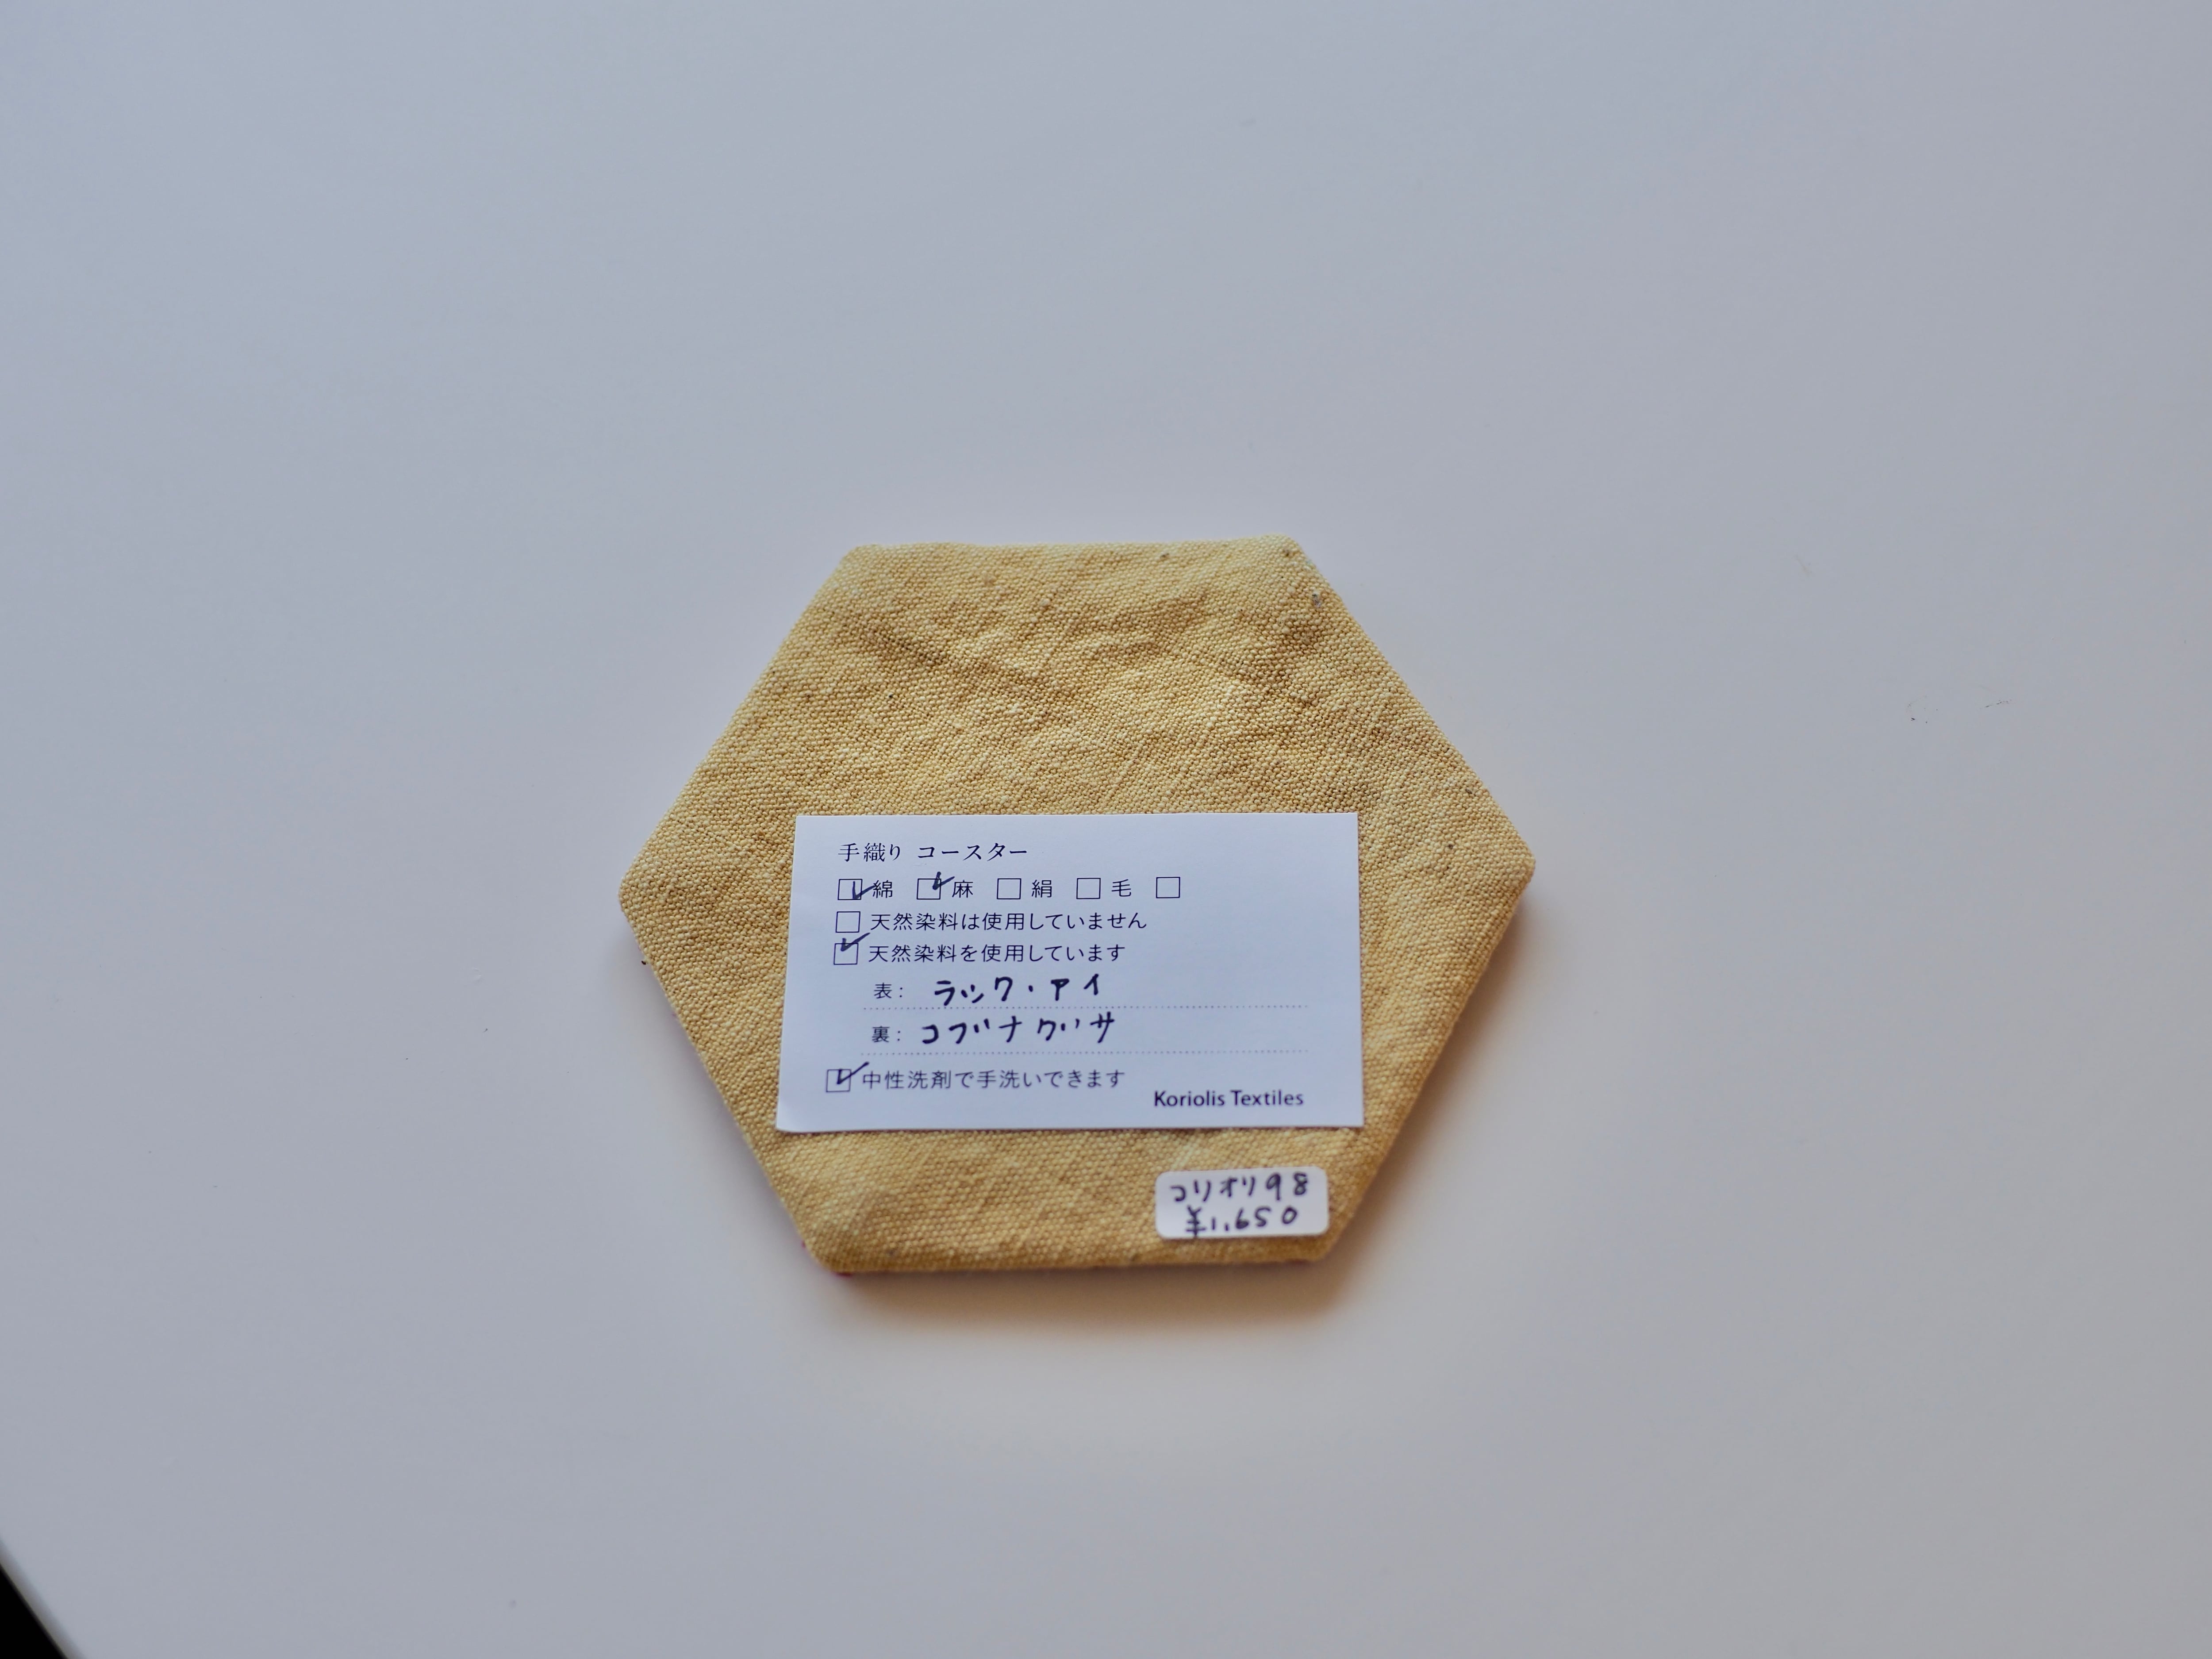 手織り コースター
☑綿 ☑麻 □絹 □毛 □
□天然染料は使用していません
☑天然染料を使用しています
表: ラック・アイ
裏: コブナグサ
☑中性洗剤で手洗いできます
Koriolis Textiles
コリオリ98
¥1,650